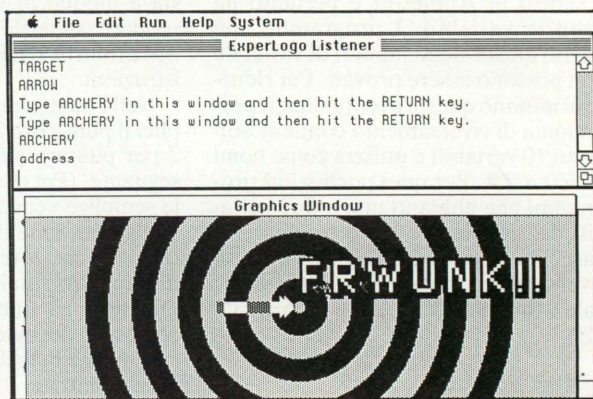 File Edit Run Help System
ExperLogo Listener
TARGET
ARROW
Type ARCHERY in this window and then hit the RETURN key.
Type ARCHERY in this window and then hit the RETURN key.
ARCHERY
address
Graphics Window
FRWUNK!!